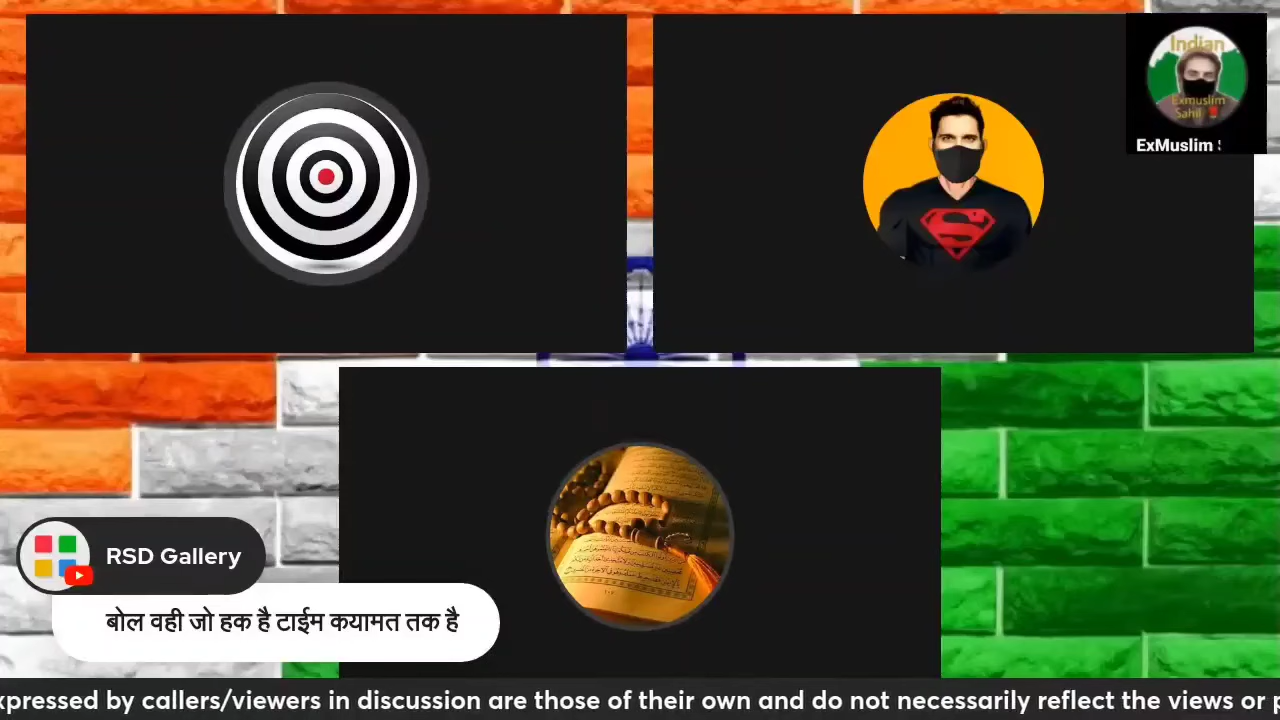 Indian
Exmuslim
Sahil
ExMuslim
RSD Gallery
बोल वही जो हक है टाईम कयामत तक है
xpressed by callers/viewers in discussion are those of their own and do not necessarily reflect the views or